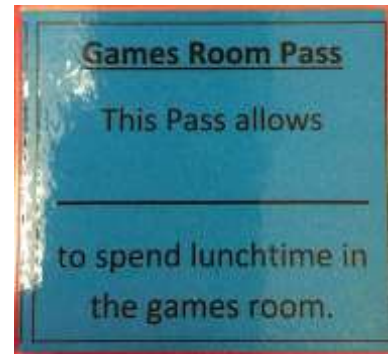 Games Room Pass
This Pass allows
to spend lunchtime in
the games room.